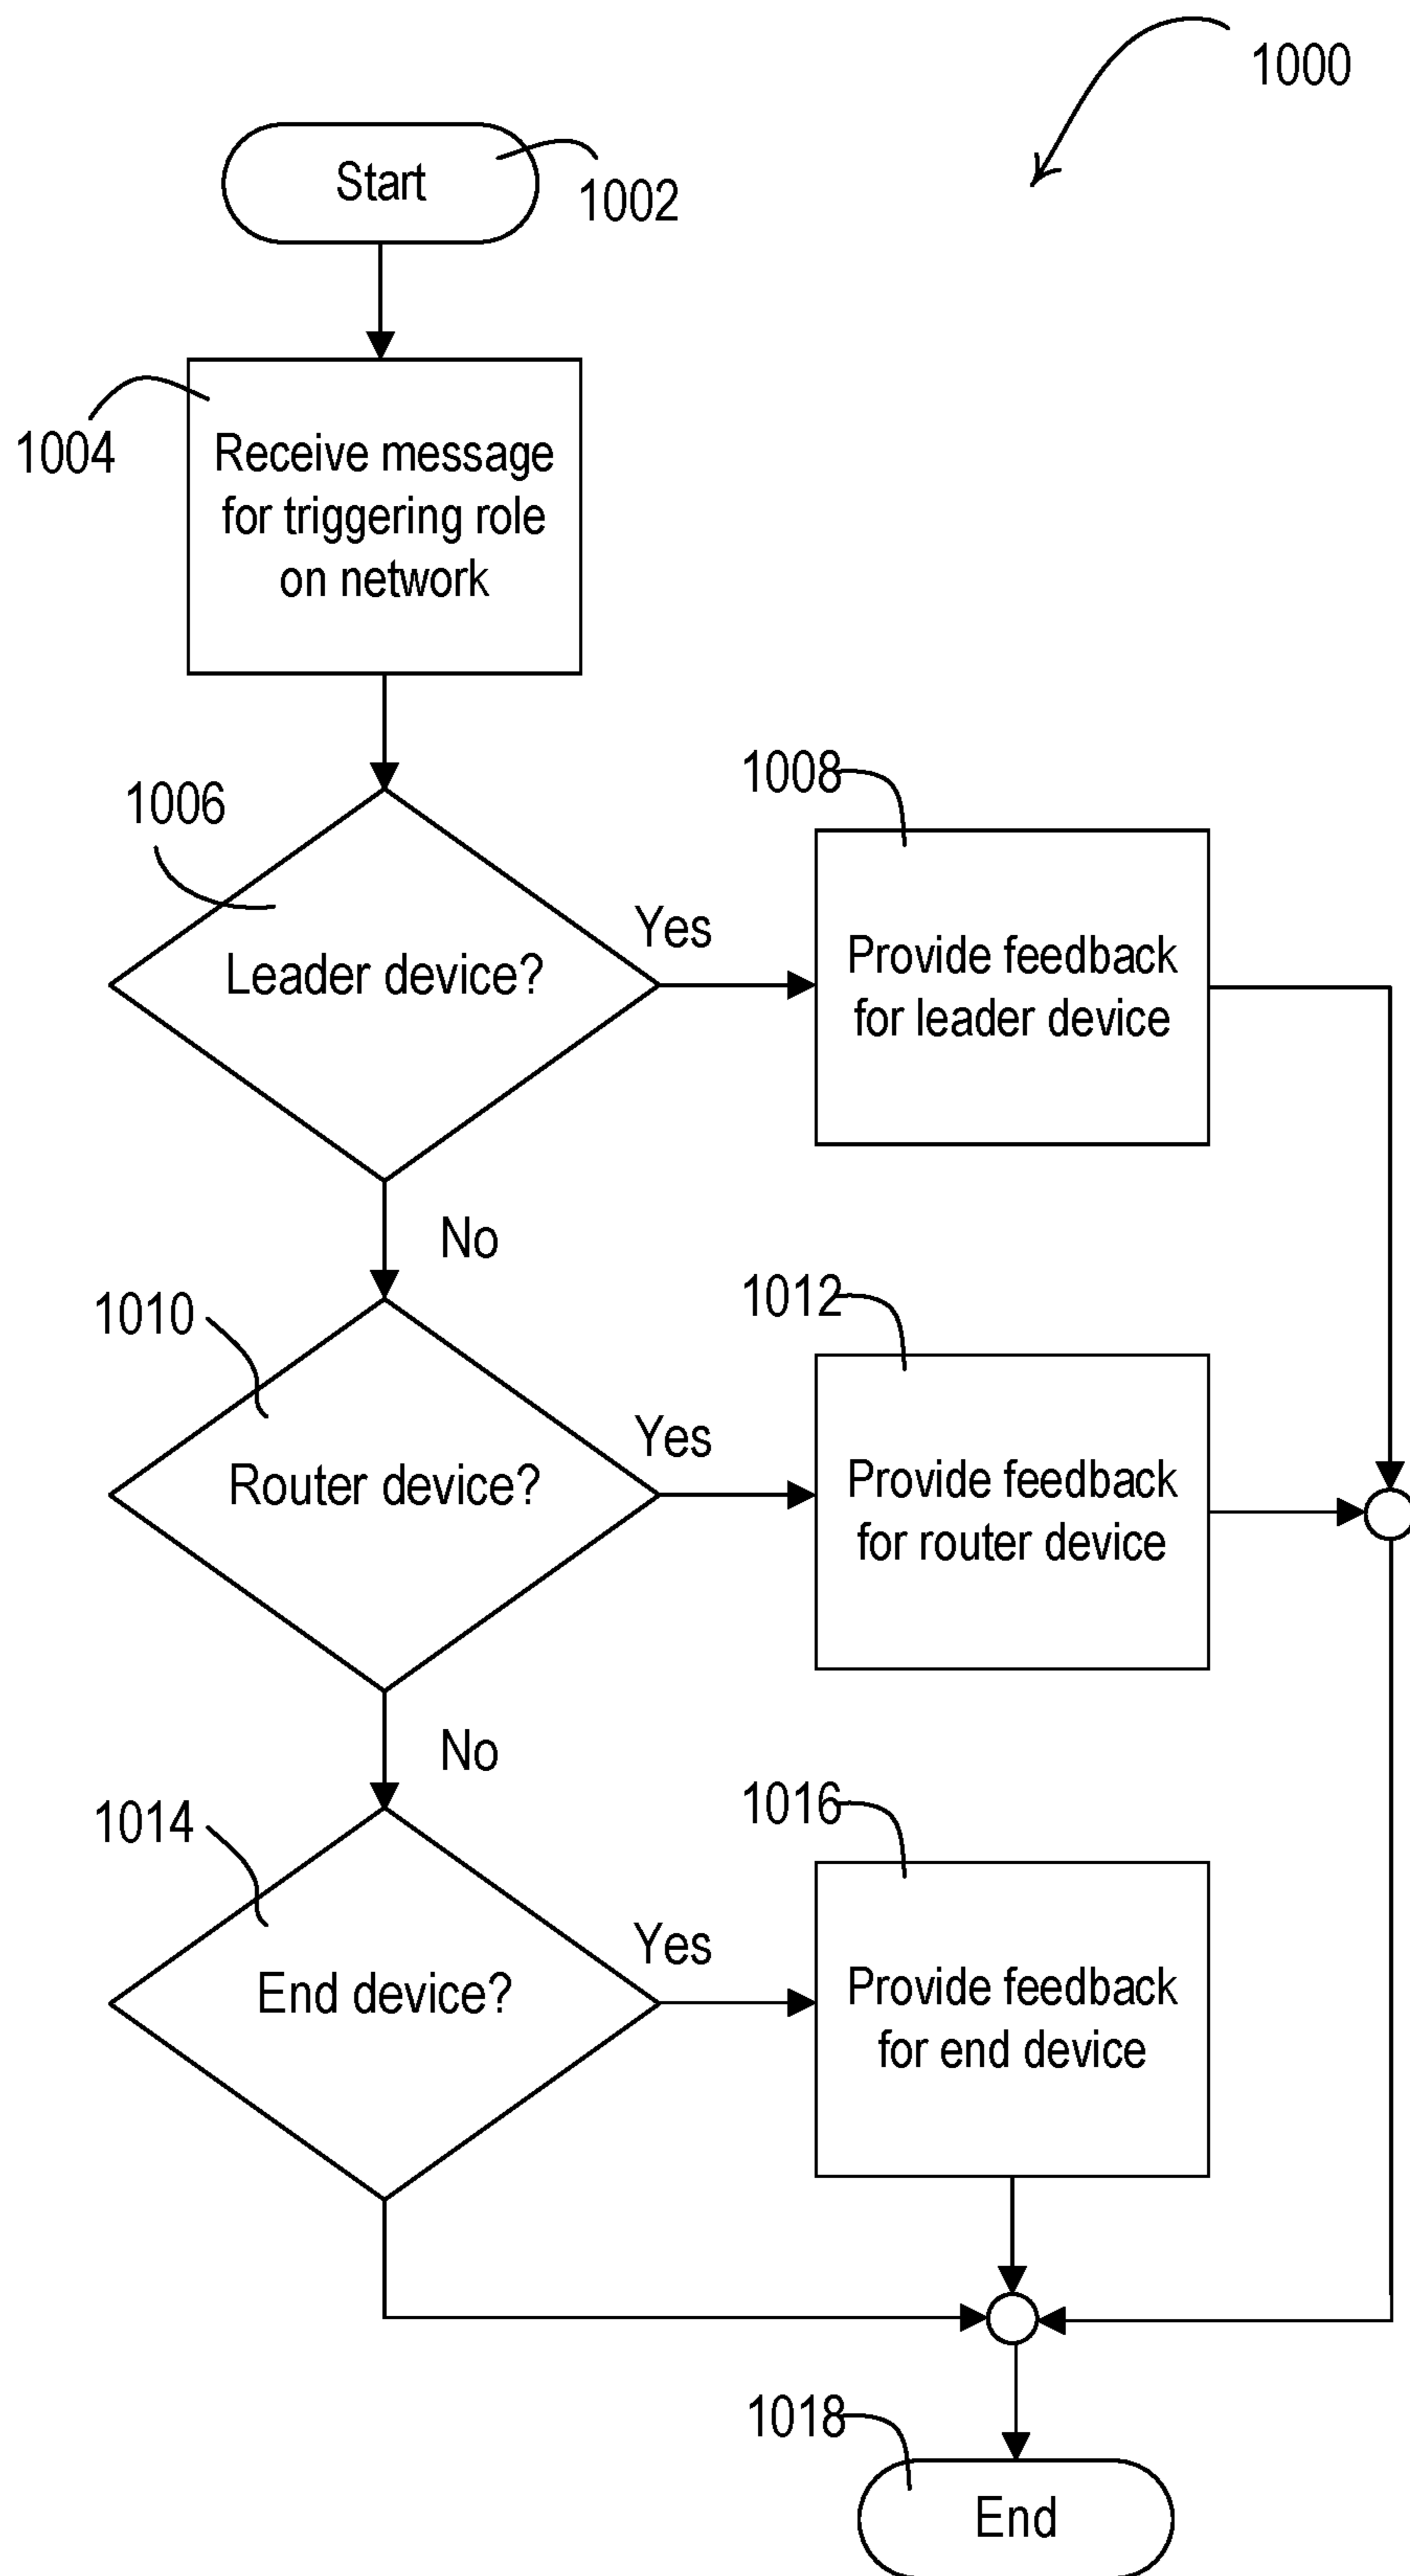 1000
Start
1002
1004
Receive message
for triggering role
on network
1006
Leader device?
Yes
1008
Provide feedback
for leader device
No
1010
Router device?
Yes
1012
Provide feedback
for router device
No
1014
End device?
Yes
1016
Provide feedback
for end device
1018
End